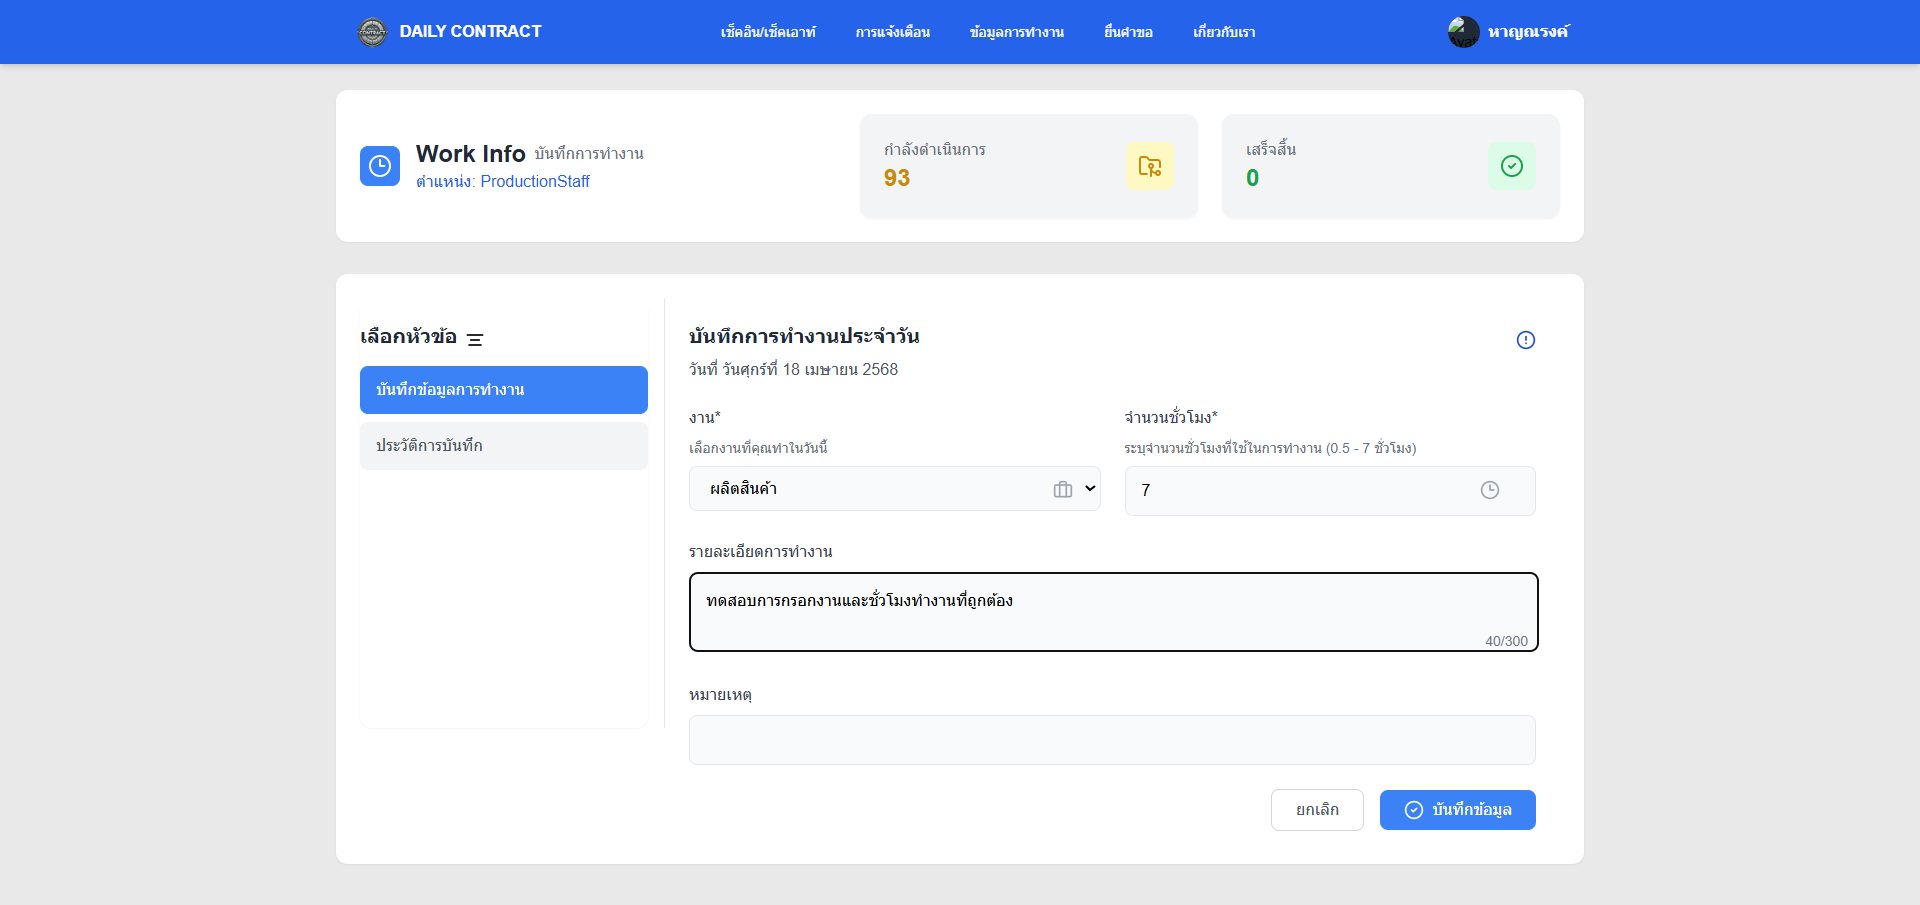 DAILY CONTRACT
เช็คอิน/เช็คเอาท์
การแจ้งเตือน
ข้อมูลการทำงาน
ยื่นคำขอ
เกี่ยวกับเรา
หาญณรงค์
Work Info บันทึกการทำงาน
ตำแหน่ง: ProductionStaff
กำลังดำเนินการ
93
เสร็จสิ้น
0
เลือกหัวข้อ
บันทึกข้อมูลการทำงาน
ประวัติการบันทึก
บันทึกการทำงานประจำวัน
วันที่ วันศุกร์ที่ 18 เมษายน 2568
งาน*
เลือกงานที่คุณทำในวันนี้
ผลิตสินค้า
จำนวนชั่วโมง*
ระบุจำนวนชั่วโมงที่ใช้ในการทำงาน (0.5 - 7 ชั่วโมง)
7
รายละเอียดการทำงาน
ทดสอบการกรอกงานและชั่วโมงทำงานที่ถูกต้อง
40/300
หมายเหตุ
ยกเลิก
บันทึกข้อมูล